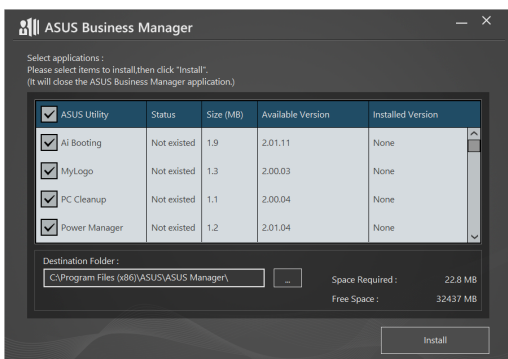 ASUS Business Manager
Select applications :
Please select items to install,then click "Install".
(It will close the ASUS Business Manager application.)
ASUS Utility Status Size (MB) Available Version Installed Version
Ai Booting Not existed 1.9 2.01.11 None
MyLogo Not existed 1.3 2.00.03 None
PC Cleanup Not existed 1.1 2.00.04 None
Power Manager Not existed 1.2 2.01.04 None
Destination Folder :
C:\Program Files (x86)\ASUS\ASUS Manager\ ...
Space Required : 22.8 MB
Free Space : 32437 MB
Install